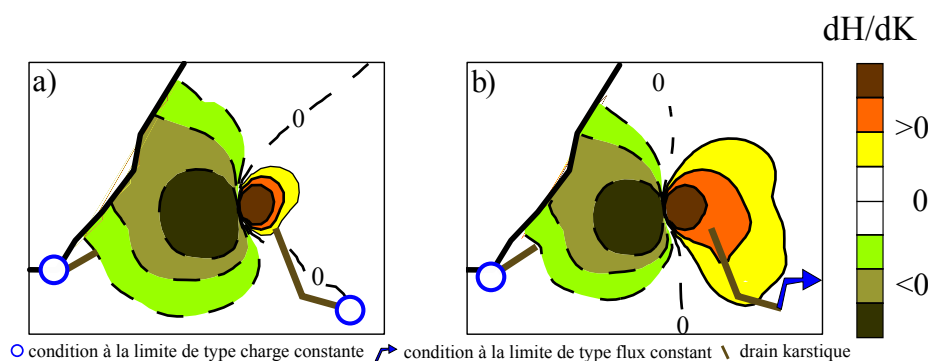 dH/dK
a)
b)
0
0
0
0
>0
0
<0
condition à la limite de type charge constante
condition à la limite de type flux constant
drain karstique